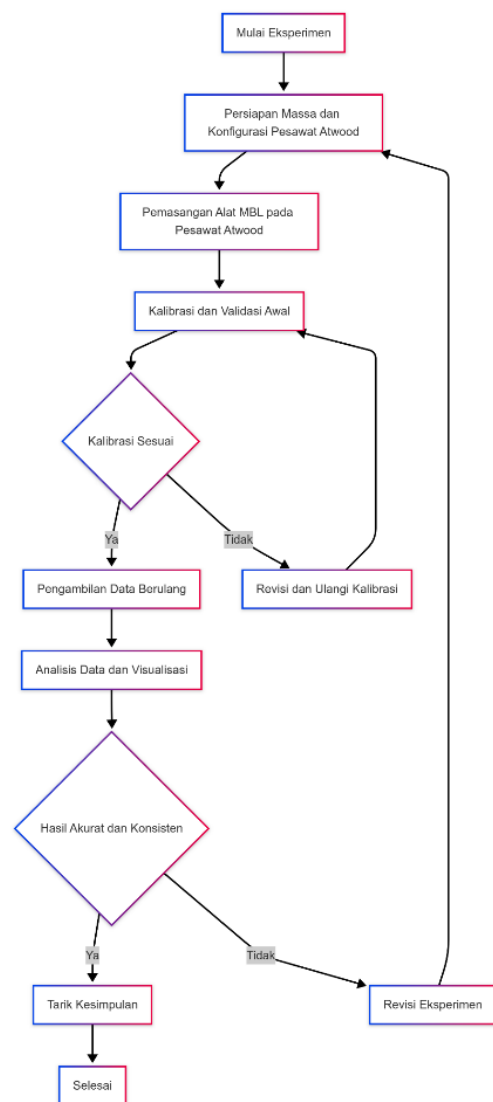 Mulai Eksperimen
Persiapan Massa dan
Konfigurasi Pesawat Atwood
Pemasangan Alat MBL pada
Pesawat Atwood
Kalibrasi dan Validasi Awal
Kalibrasi Sesuai
Ya
Tidak
Pengambilan Data Berulang
Revisi dan Ulangi Kalibrasi
Analisis Data dan Visualisasi
Hasil Akurat dan Konsisten
Ya
Tidak
Tarik Kesimpulan
Revisi Eksperimen
Selesai